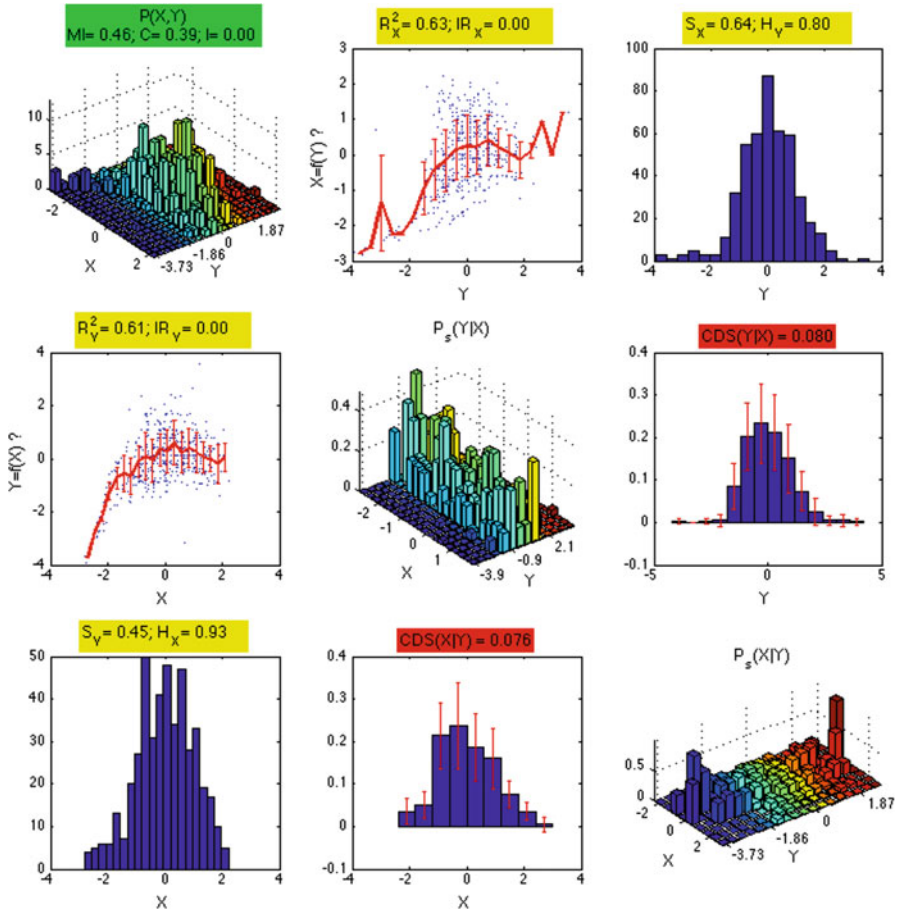 P(X,Y)
MI= 0.46; C= 0.39; I= 0.00
10
5
0
-2
0
2
X
-3.73
-1.86
0
1.87
Y
R²X= 0.63; IRX= 0.00
X=f(Y) ?
3
2
1
0
-1
-2
-3
-4 -2 0 2 4
Y
SX= 0.64; HY= 0.80
100
80
60
40
20
0
-4 -2 0 2 4
Y
R²Y= 0.61; IRY= 0.00
Y=f(X) ?
4
2
0
-2
-4
-4 -2 0 2 4
X
Ps(Y|X)
0.4
0.2
0
-2
-1
0
1
X
-3.9
-0.9
2.1
Y
CDS(Y|X) = 0.080
0.4
0.3
0.2
0.1
0
-0.1
-5 0 5
Y
SY= 0.45; HX= 0.93
50
40
30
20
10
0
-4 -2 0 2 4
X
CDS(X|Y) = 0.076
0.4
0.3
0.2
0.1
0
-0.1
-4 -2 0 2 4
X
Ps(X|Y)
0.5
0
-2
0
2
X
-3.73
-1.86
0
1.87
Y